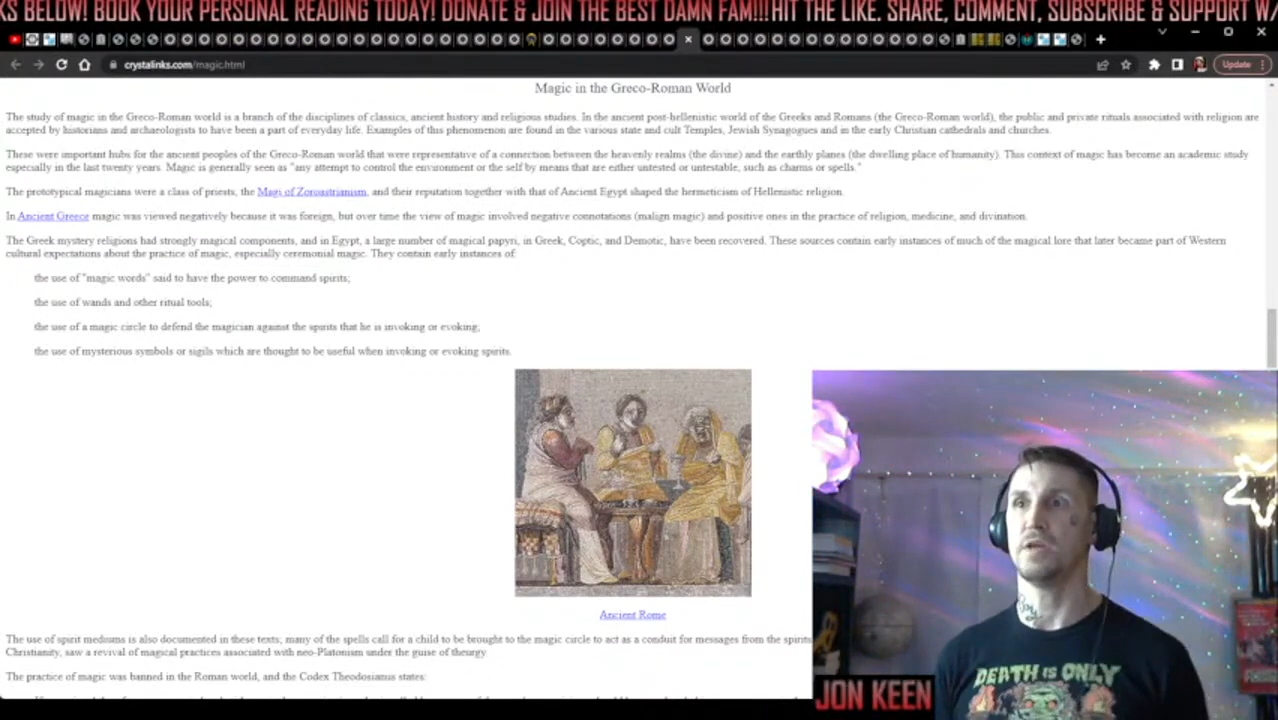 KS BELOW! BOOK YOUR PERSONAL READING TODAY! DONATE & JOIN THE BEST DAMN FAM!!! HIT THE LIKE. SHARE, COMMENT, SUBSCRIBE & SUPPORT W/
crystalinks.com/magic.html
Update
Magic in the Greco-Roman World
The study of magic in the Greco-Roman world is a branch of the disciplines of classics, ancient history and religious studies. In the ancient post-hellenistic world of the Greeks and Romans (the Greco-Roman world), the public and private rituals associated with religion are
accepted by historians and archaeologists to have been a part of everyday life. Examples of this phenomenon are found in the various state and cult Temples, Jewish Synagogues and in the early Christian cathedrals and churches.
These were important hubs for the ancient peoples of the Greco-Roman world that were representative of a connection between the heavenly realms (the divine) and the earthly planes (the dwelling place of humanity). This context of magic has become an academic study
especially in the last twenty years. Magic is generally seen as "any attempt to control the environment or the self by means that are either untested or untestable, such as charms or spells."
The prototypical magicians were a class of priests, the Magi of Zoroastrianism, and their reputation together with that of Ancient Egypt shaped the hermeticism of Hellenistic religion.
In Ancient Greece magic was viewed negatively because it was foreign, but over time the view of magic involved negative connotations (malign magic) and positive ones in the practice of religion, medicine, and divination.
The Greek mystery religions had strongly magical components, and in Egypt, a large number of magical papyri, in Greek, Coptic, and Demotic, have been recovered. These sources contain early instances of much of the magical lore that later became part of Western
cultural expectations about the practice of magic, especially ceremonial magic. They contain early instances of:
the use of "magic words" said to have the power to command spirits;
the use of wands and other ritual tools;
the use of a magic circle to defend the magician against the spirits that he is invoking or evoking;
the use of mysterious symbols or sigils which are thought to be useful when invoking or evoking spirits.
Ancient Rome
The use of spirit mediums is also documented in these texts; many of the spells call for a child to be brought to the magic circle to act as a conduit for messages from the spirits
Christianity, saw a revival of magical practices associated with neo-Platonism under the guise of theurgy
The practice of magic was banned in the Roman world, and the Codex Theodosianus states:
JON KEEN
DEATH IS ONLY